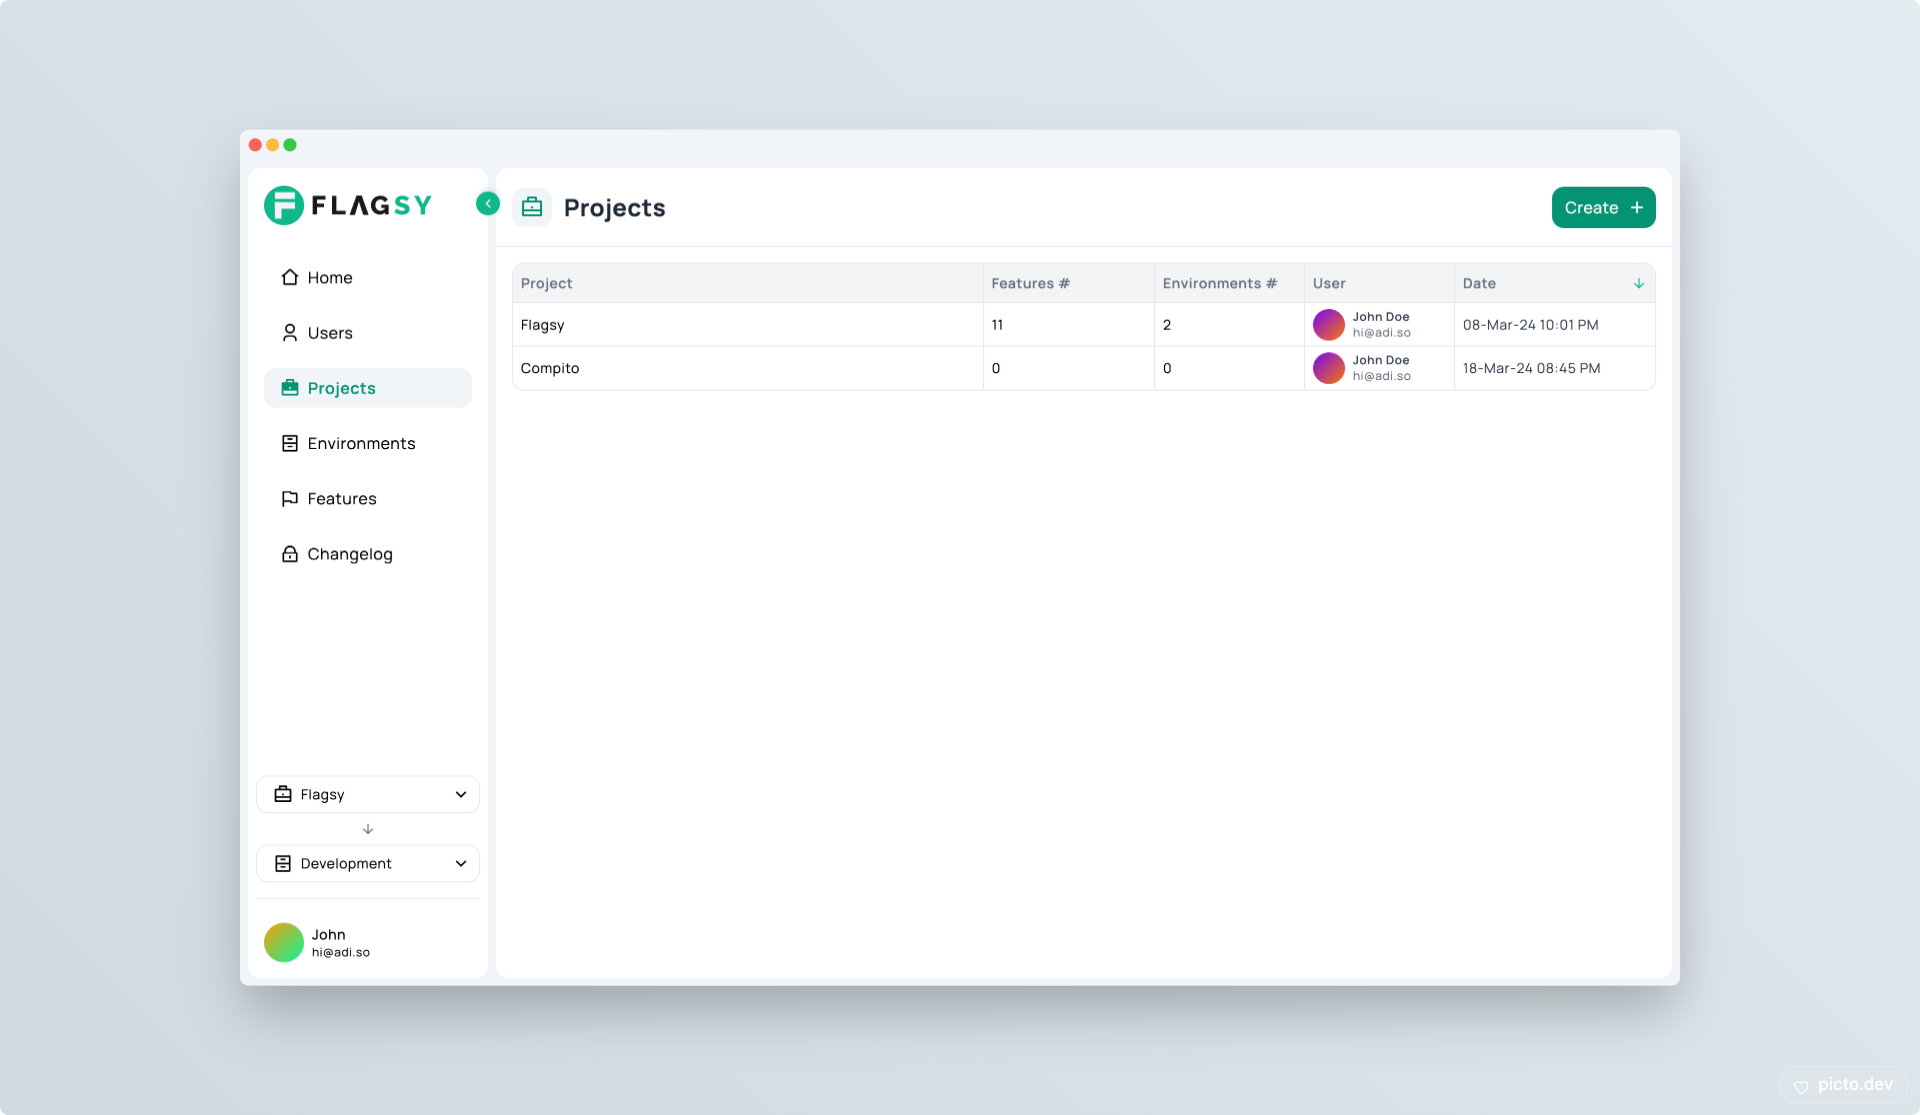 FLAGSY
Home
Users
Projects
Environments
Features
Changelog
Flagsy
Development
John
hi@adi.so
Projects
Create +
Project Features # Environments # User Date
Flagsy 11 2 John Doe hi@adi.so 08-Mar-24 10:01 PM
Compito 0 0 John Doe hi@adi.so 18-Mar-24 08:45 PM
picto.dev